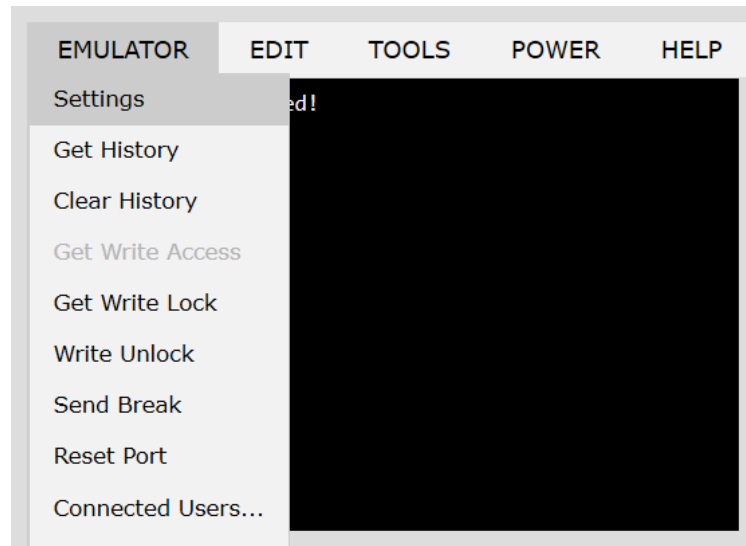 EMULATOR EDIT TOOLS POWER HELP
Settings
ed!
Get History
Clear History
Get Write Access
Get Write Lock
Write Unlock
Send Break
Reset Port
Connected Users...